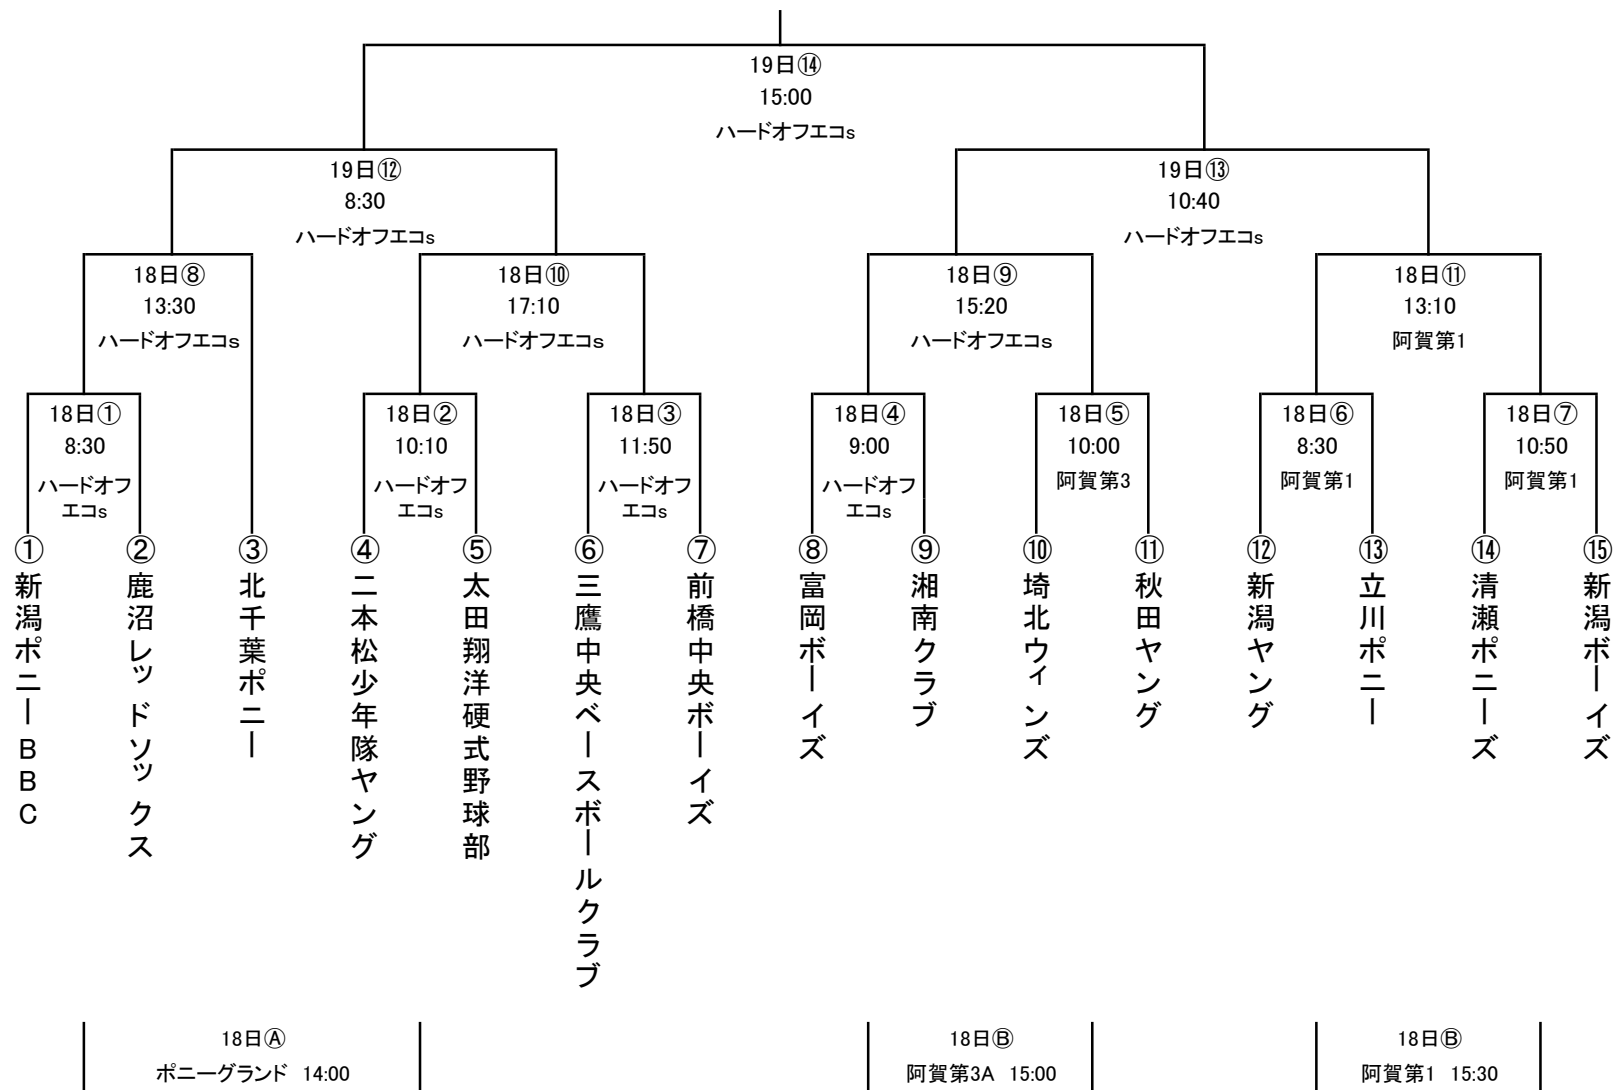 19日⑭
15:00
ハードオフエコs
19日⑫
8:30
ハードオフエコs
19日⑬
10:40
ハードオフエコs
18日⑧
13:30
ハードオフエコs
18日⑩
17:10
ハードオフエコs
18日⑨
15:20
ハードオフエコs
18日⑪
13:10
阿賀第1
18日①
8:30
ハードオフ
エコs
18日②
10:10
ハードオフ
エコs
18日③
11:50
ハードオフ
エコs
18日④
9:00
ハードオフ
エコs
18日⑤
10:00
阿賀第3
18日⑥
8:30
阿賀第1
18日⑦
10:50
阿賀第1
①
新潟ポニーBBC
②
鹿沼レッドソックス
③
北千葉ポニー
④
二本松少年隊ヤング
⑤
太田翔洋硬式野球部
⑥
三鷹中央ベースボールクラブ
⑦
前橋中央ボーイズ
⑧
富岡ボーイズ
⑨
湘南クラブ
⑩
埼北ウィンズ
⑪
秋田ヤング
⑫
新潟ヤング
⑬
立川ポニー
⑭
清瀬ポニーズ
⑮
新潟ボーイズ
18日Ⓐ
ポニーグランド 14:00
18日Ⓑ
阿賀第3A 15:00
18日Ⓑ
阿賀第1 15:30